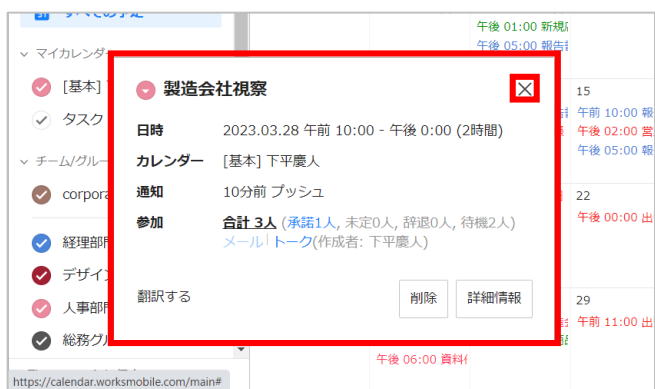 すべての予定
午後 01:00 新規
午後 05:00 報告
マイカレンダ
[基本]
タスク
チーム/グルー
corpora
経理部
デザイン
人事部
総務グル
製造会社視察
日時 2023.03.28 午前 10:00 - 午後 0:00 (2時間)
カレンダー [基本] 下平慶人
通知 10分前 プッシュ
参加 合計 3人 (承諾1人, 未定0人, 辞退0人, 待機2人)
メール トーク(作成者: 下平慶人)
翻訳する 削除 詳細情報
15
午前 10:00 報
午後 02:00 営
午後 05:00 報
22
午後 00:00 出
29
午前 11:00 出
午後 06:00 資料
https://calendar.worksmobile.com/main#